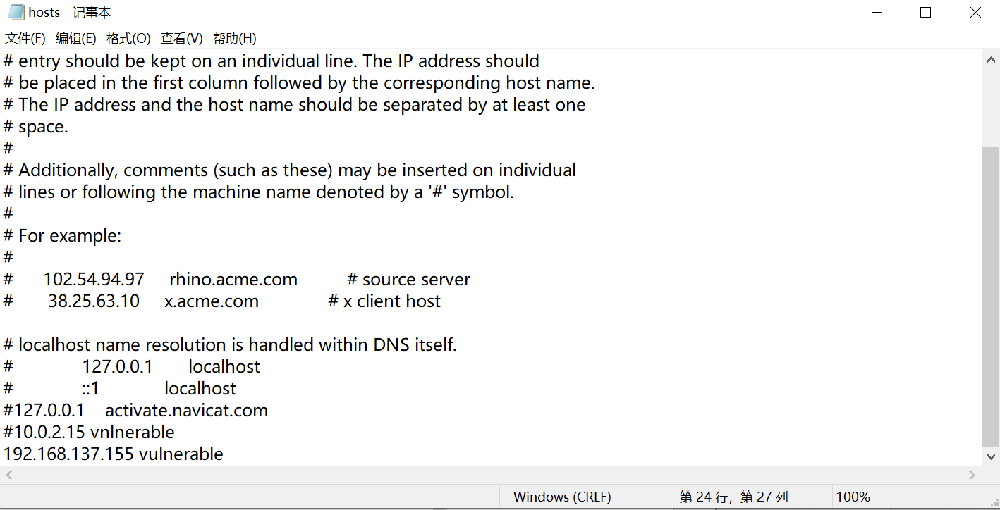 hosts - 记事本
文件(F) 编辑(E) 格式(O) 查看(V) 帮助(H)
# entry should be kept on an individual line. The IP address should
# be placed in the first column followed by the corresponding host name.
# The IP address and the host name should be separated by at least one
# space.
#
# Additionally, comments (such as these) may be inserted on individual
# lines or following the machine name denoted by a '#' symbol.
#
# For example:
#
# 102.54.94.97 rhino.acme.com # source server
# 38.25.63.10 x.acme.com # x client host
# localhost name resolution is handled within DNS itself.
# 127.0.0.1 localhost
# ::1 localhost
#127.0.0.1 activate.navicat.com
#10.0.2.15 vnlnerable
192.168.137.155 vulnerable
Windows (CRLF) 第 24 行，第 27 列 100%